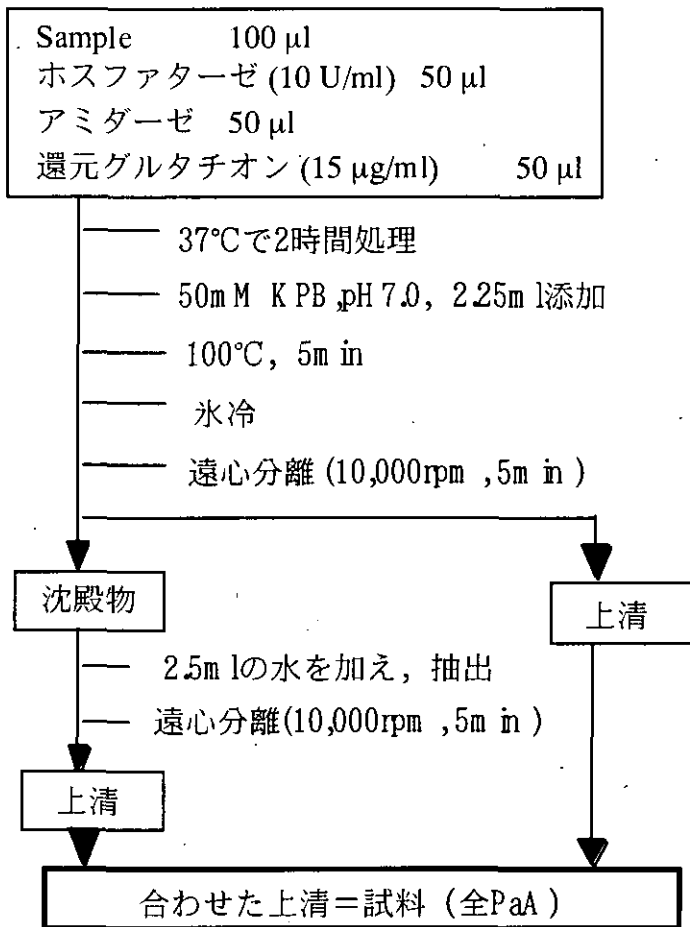 Sample 100 µl
ホスファターゼ (10 U/ml) 50 µl
アミダーゼ 50 µl
還元グルタチオン (15 µg/ml) 50 µl
37℃で2時間処理
50mM KPB,pH7.0, 2.25ml添加
100℃, 5min
氷冷
遠心分離 (10,000rpm ,5min )
沈殿物
上清
2.5mlの水を加え, 抽出
遠心分離(10,000rpm ,5min )
上清
合わせた上清=試料 (全PaA)